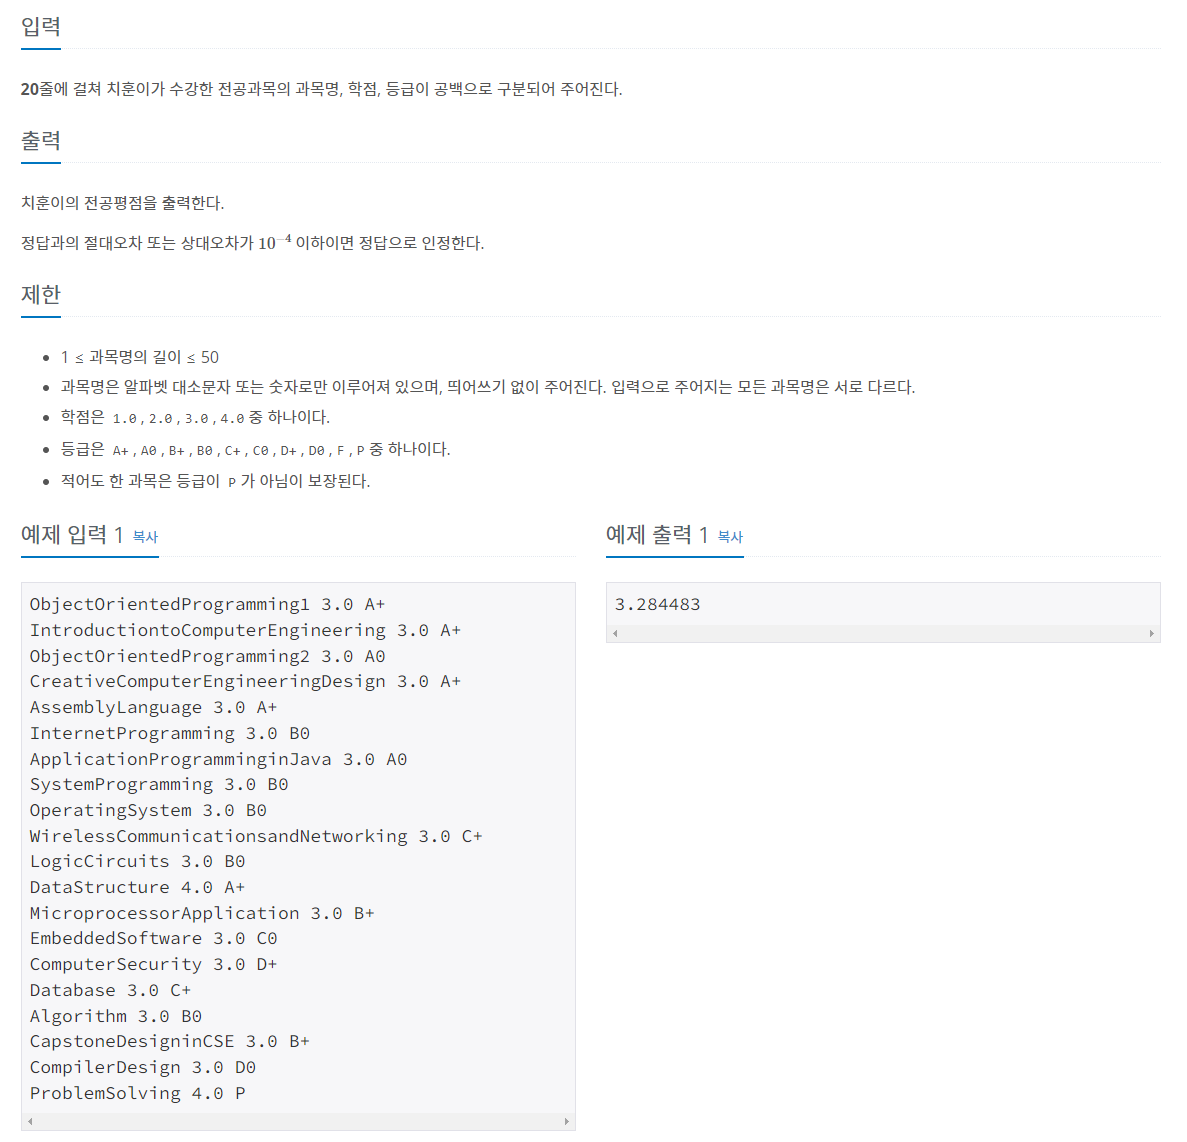 입력
20줄에 걸쳐 치훈이가 수강한 전공과목의 과목명, 학점, 등급이 공백으로 구분되어 주어진다.
출력
치훈이의 전공평점을 출력한다.
정답과의 절대오차 또는 상대오차가 10⁻⁴ 이하이면 정답으로 인정한다.
제한
• 1 ≤ 과목명의 길이 ≤ 50
• 과목명은 알파벳 대소문자 또는 숫자로만 이루어져 있으며, 띄어쓰기 없이 주어진다. 입력으로 주어지는 모든 과목명은 서로 다르다.
• 학점은 1.0,2.0,3.0,4.0 중 하나이다.
• 등급은 A+,A0,B+,B0,C+,C0,D+,D0,F,P 중 하나이다.
• 적어도 한 과목은 등급이 P가 아님이 보장된다.
예제 입력 1 복사
ObjectOrientedProgramming1 3.0 A+
IntroductiontoComputerEngineering 3.0 A+
ObjectOrientedProgramming2 3.0 A0
CreativeComputerEngineeringDesign 3.0 A+
AssemblyLanguage 3.0 A+
InternetProgramming 3.0 B0
ApplicationProgramminginJava 3.0 A0
SystemProgramming 3.0 B0
OperatingSystem 3.0 B0
WirelessCommunicationsandNetworking 3.0 C+
LogicCircuits 3.0 B0
DataStructure 4.0 A+
MicroprocessorApplication 3.0 B+
EmbeddedSoftware 3.0 C0
ComputerSecurity 3.0 D+
Database 3.0 C+
Algorithm 3.0 B0
CapstoneDesigninCSE 3.0 B+
CompilerDesign 3.0 D0
ProblemSolving 4.0 P
예제 출력 1 복사
3.284483